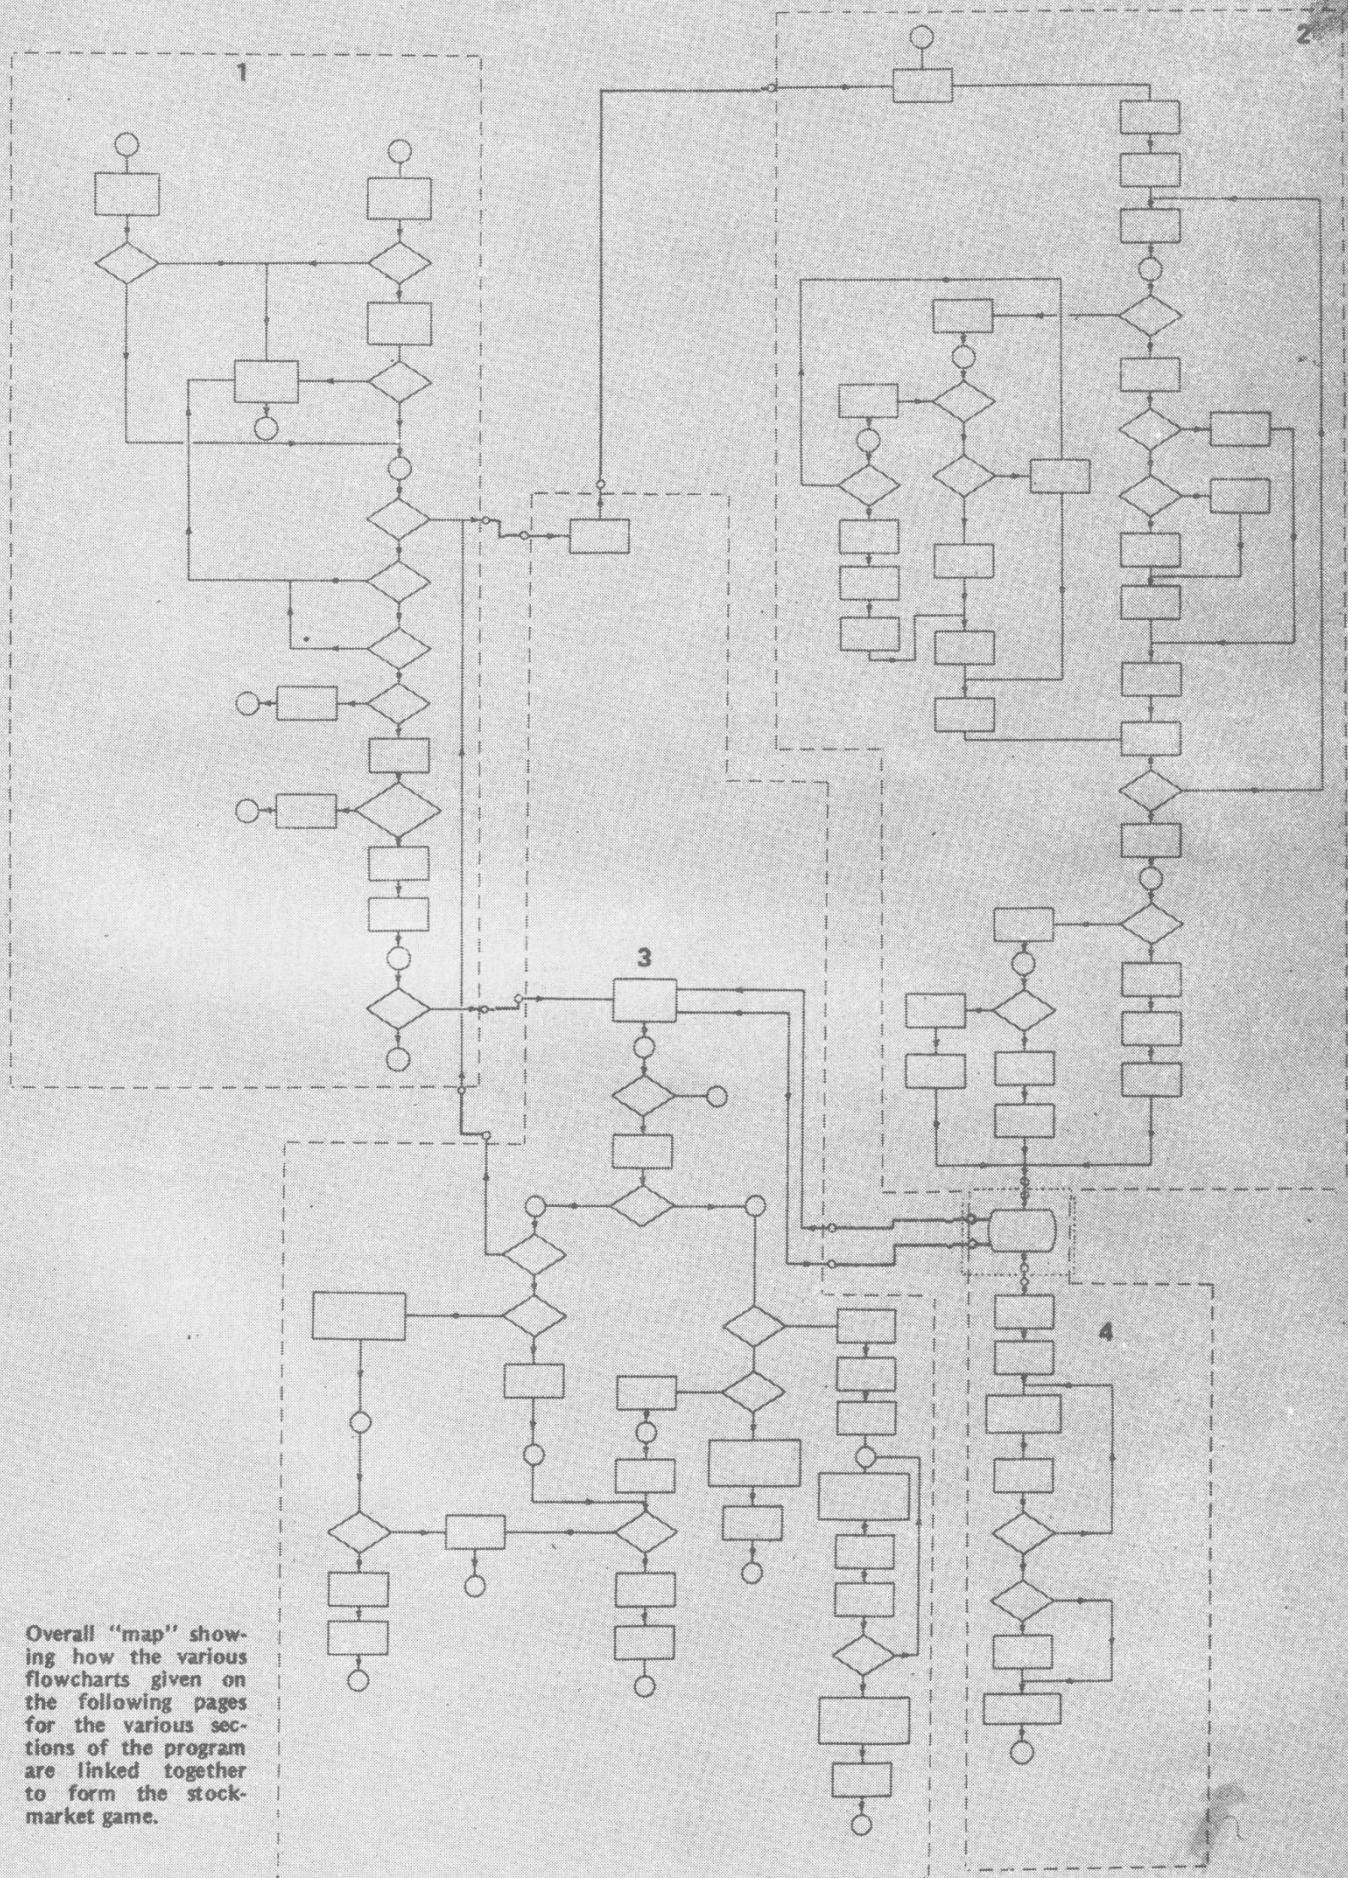 1
2
3
4
Overall "map" show-
ing how the various
flowcharts given on
the following pages
for the various sec-
tions of the program
are linked together
to form the stock-
market game.